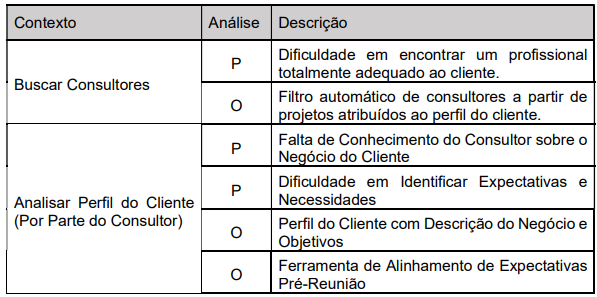 Contexto Análise Descrição
Buscar Consultores
P
Dificuldade em encontrar um profissional
totalmente adequado ao cliente.
O
Filtro automático de consultores a partir de
projetos atribuídos ao perfil do cliente.
Analisar Perfil do Cliente
(Por Parte do Consultor)
P
Falta de Conhecimento do Consultor sobre o
Negócio do Cliente
P
Dificuldade em Identificar Expectativas e
Necessidades
O
Perfil do Cliente com Descrição do Negócio e
Objetivos
O
Ferramenta de Alinhamento de Expectativas
Pré-Reunião